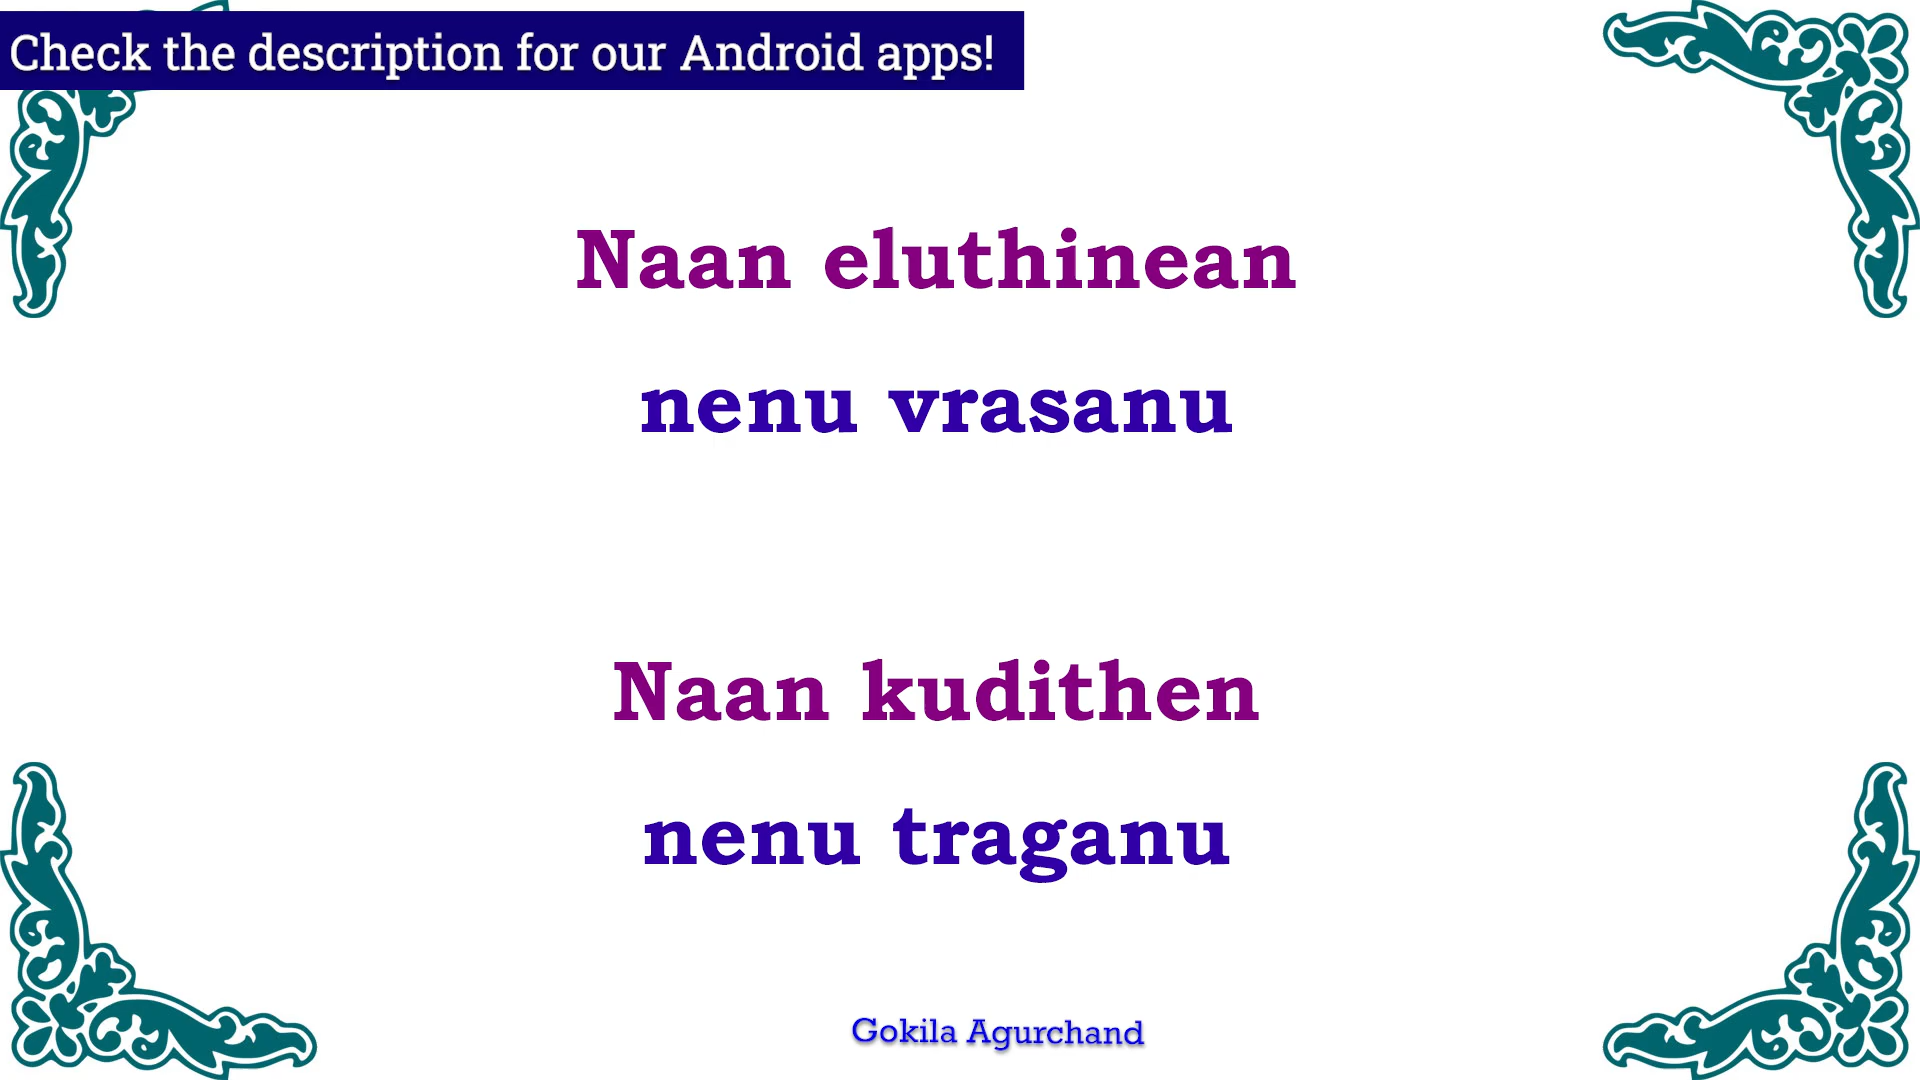 Check the description for our Android apps!
Naan eluthinean
nenu vrasanu
Naan kudithen
nenu traganu
Gokila Agurchand